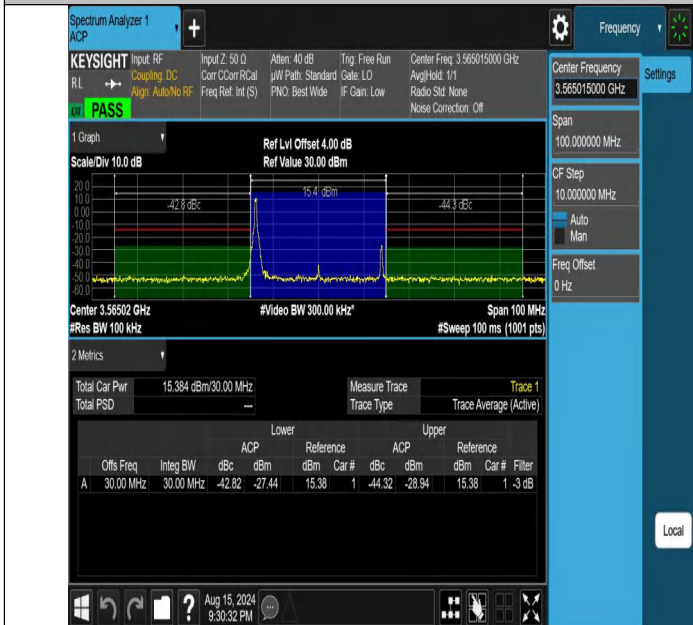 Spectrum Analyzer 1
ACP
+
Frequency
KEYSIGHT Input: RF Input Z: 50 Ω Atten: 40 dB Trig: Free Run Center Freq: 3.565015000 GHz
RL Coupling: DC Corr CCorr RCal µW Path: Standard Gate: LO Avg|Hold: 1/1
Align: Auto/No RF Freq Ref: Int (S) PNO: Best Wide IF Gain: Low Radio Std: None
PASS Noise Correction: Off
Center Frequency
3.565015000 GHz
Settings
Span
100.000000 MHz
CF Step
10.000000 MHz
Auto
Man
Freq Offset
0 Hz
1 Graph
Ref Lvl Offset 4.00 dB
Scale/Div 10.0 dB Ref Value 30.00 dBm
20.0
0.00
-10.0
-20.0
-30.0
-40.0
-50.0
-60.0
-42.8 dBc 15.4 dBm -44.3 dBc
Center 3.56502 GHz #Video BW 300.00 kHz* Span 100 MHz
#Res BW 100 kHz #Sweep 100 ms (1001 pts)
2 Metrics
Total Car Pwr 15.384 dBm/30.00 MHz Measure Trace Trace 1
Total PSD --- Trace Type Trace Average (Active)
Lower Upper
ACP Reference ACP Reference
Offs Freq Integ BW dBc dBm dBm Car # dBc dBm dBm Car # Filter
A 30.00 MHz 30.00 MHz -42.82 -27.44 15.38 1 -44.32 -28.94 15.38 1 -3 dB
Local
? Aug 15, 2024
9:30:32 PM